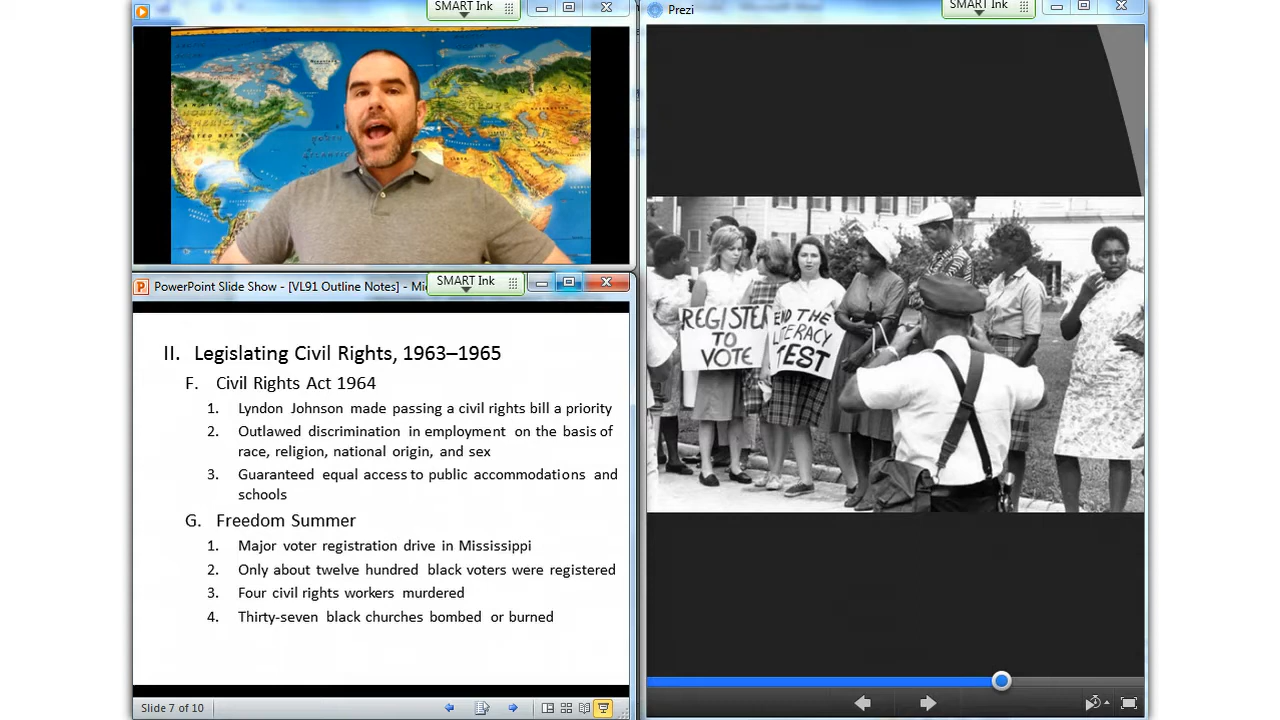 SMART Ink
Prezi
SMART Ink
REGISTER
TO
VOTE
END THE
LITERACY
TEST
PowerPoint Slide Show - [VL91 Outline Notes] - Mic
SMART Ink
II. Legislating Civil Rights, 1963–1965
F. Civil Rights Act 1964
1. Lyndon Johnson made passing a civil rights bill a priority
2. Outlawed discrimination in employment on the basis of
race, religion, national origin, and sex
3. Guaranteed equal access to public accommodations and
schools
G. Freedom Summer
1. Major voter registration drive in Mississippi
2. Only about twelve hundred black voters were registered
3. Four civil rights workers murdered
4. Thirty-seven black churches bombed or burned
Slide 7 of 10